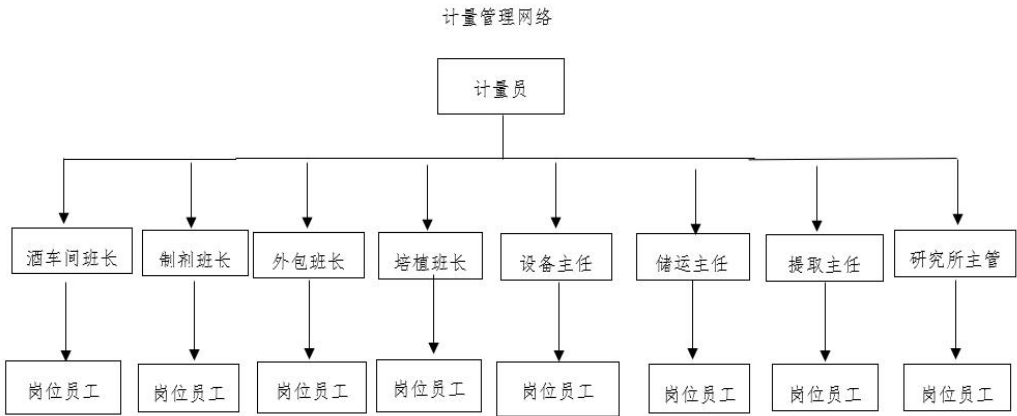 计量管理网络
计量员
酒车间班长 制剂班长 外包班长 培植班长 设备主任 储运主任 提取主任 研究所主管
岗位员工 岗位员工 岗位员工 岗位员工 岗位员工 岗位员工 岗位员工 岗位员工